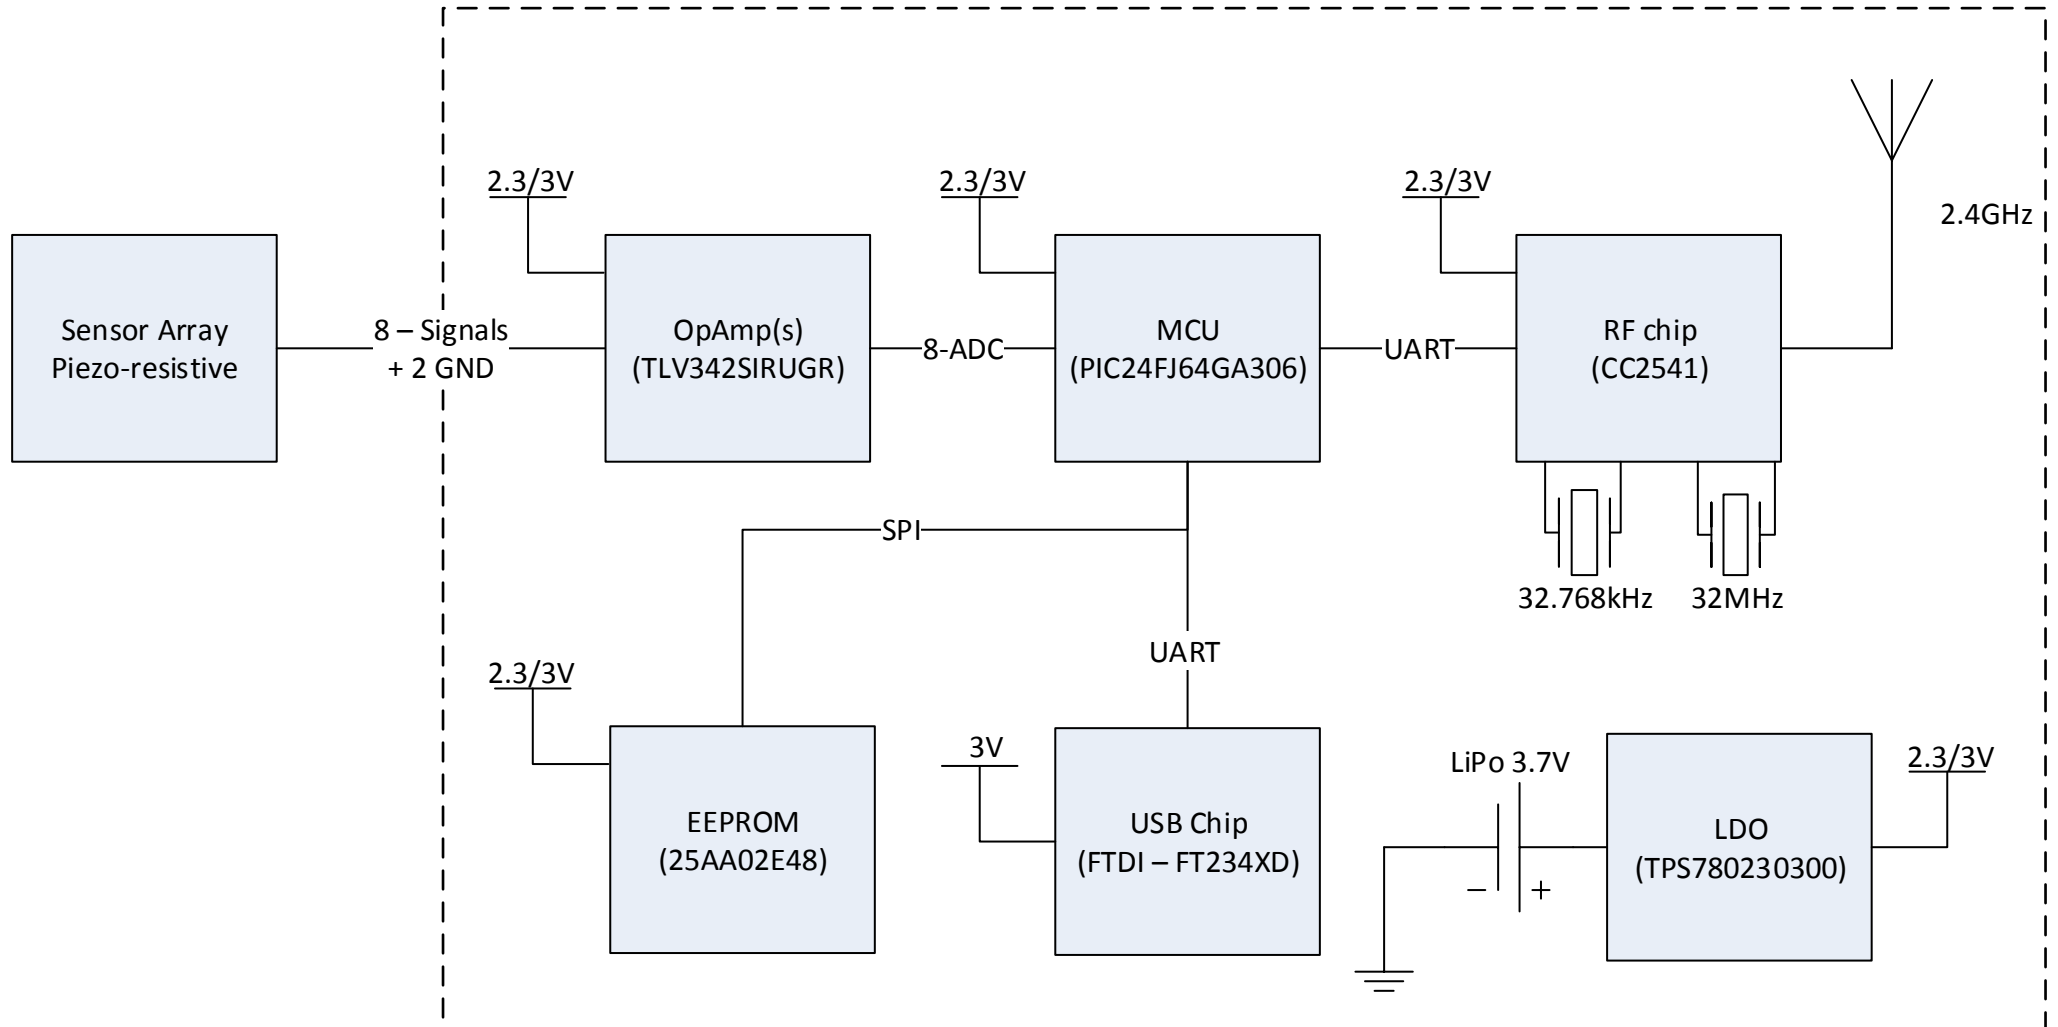 2.3/3V
2.3/3V
2.3/3V
2.4GHz
Sensor Array
Piezo-resistive
8 – Signals
+ 2 GND
OpAmp(s)
(TLV342SIRUGR)
8-ADC
MCU
(PIC24FJ64GA306)
UART
RF chip
(CC2541)
SPI
32.768kHz
32MHz
UART
2.3/3V
EEPROM
(25AA02E48)
3V
USB Chip
(FTDI – FT234XD)
LiPo 3.7V
– +
LDO
(TPS780230300)
2.3/3V